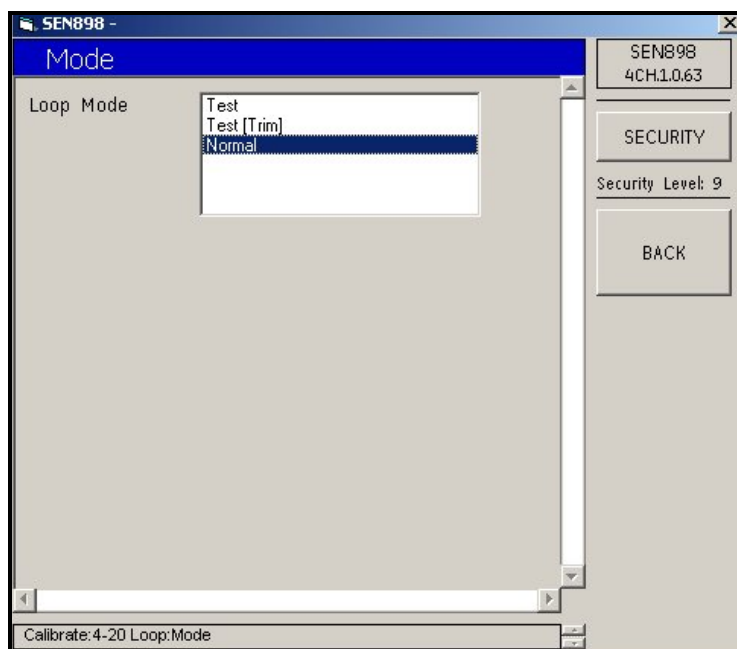 SEN898 -
Mode
Loop Mode
Test
Test [Trim]
Normal
SEN898
4CH.1.0.63
SECURITY
Security Level: 9
BACK
Calibrate:4-20 Loop:Mode